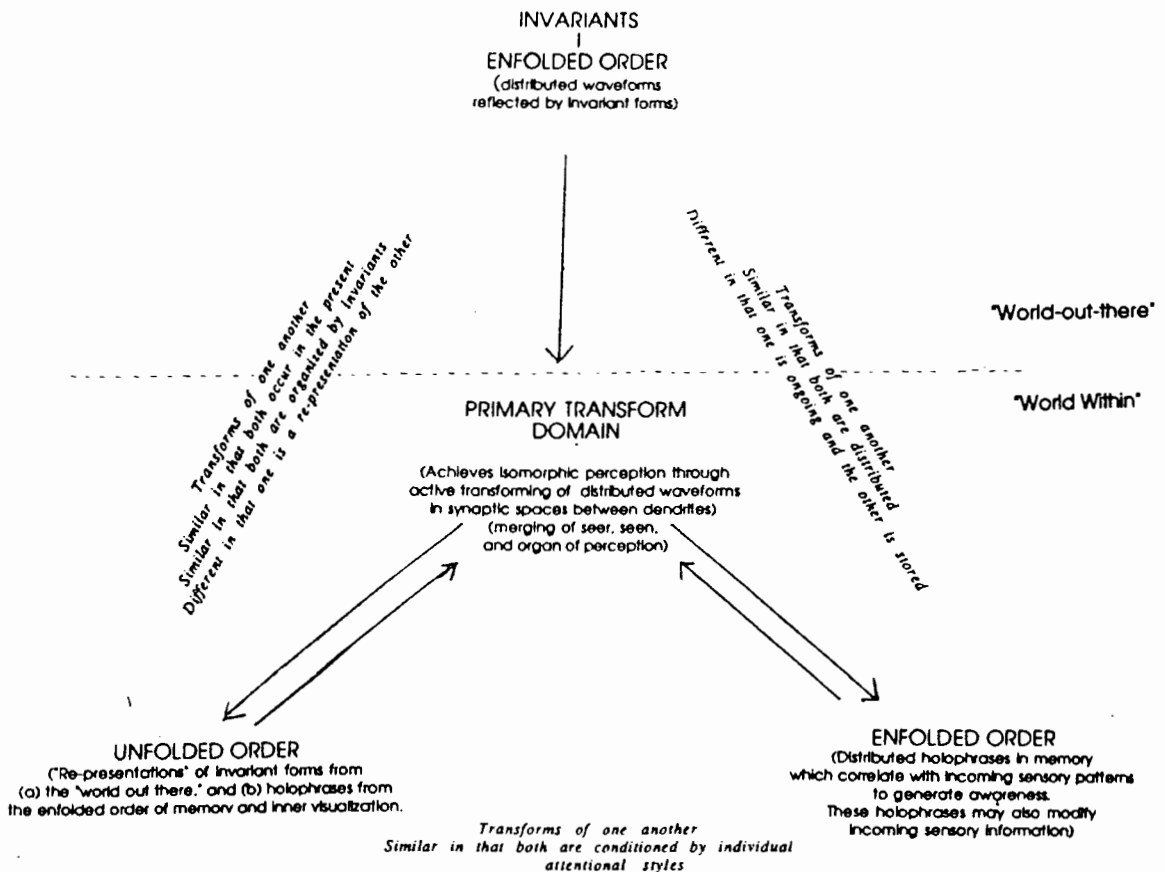 INVARIANTS
ENFOLDED ORDER
(distributed waveforms
reflected by invariant forms)
Transforms of one another
Similar in that both occur in the present
Similar in that both are organized by Invariants
Different in that one is a re-presentation of the other
Transforms of one another
Similar in that both are distributed
Different in that one is ongoing and the other is stored
"World-out-there"
"World Within"
PRIMARY TRANSFORM
DOMAIN
(Achieves isomorphic perception through
active transforming of distributed waveforms
in synaptic spaces between dendrites)
(merging of seer, seen,
and organ of perception)
UNFOLDED ORDER
("Re-presentations" of invariant forms from
(a) the "world out there," and (b) holophrases from
the enfolded order of memory and inner visualization.
ENFOLDED ORDER
(Distributed holophrases in memory
which correlate with incoming sensory patterns
to generate awareness.
These holophrases may also modify
incoming sensory information)
Transforms of one another
Similar in that both are conditioned by individual
attentional styles